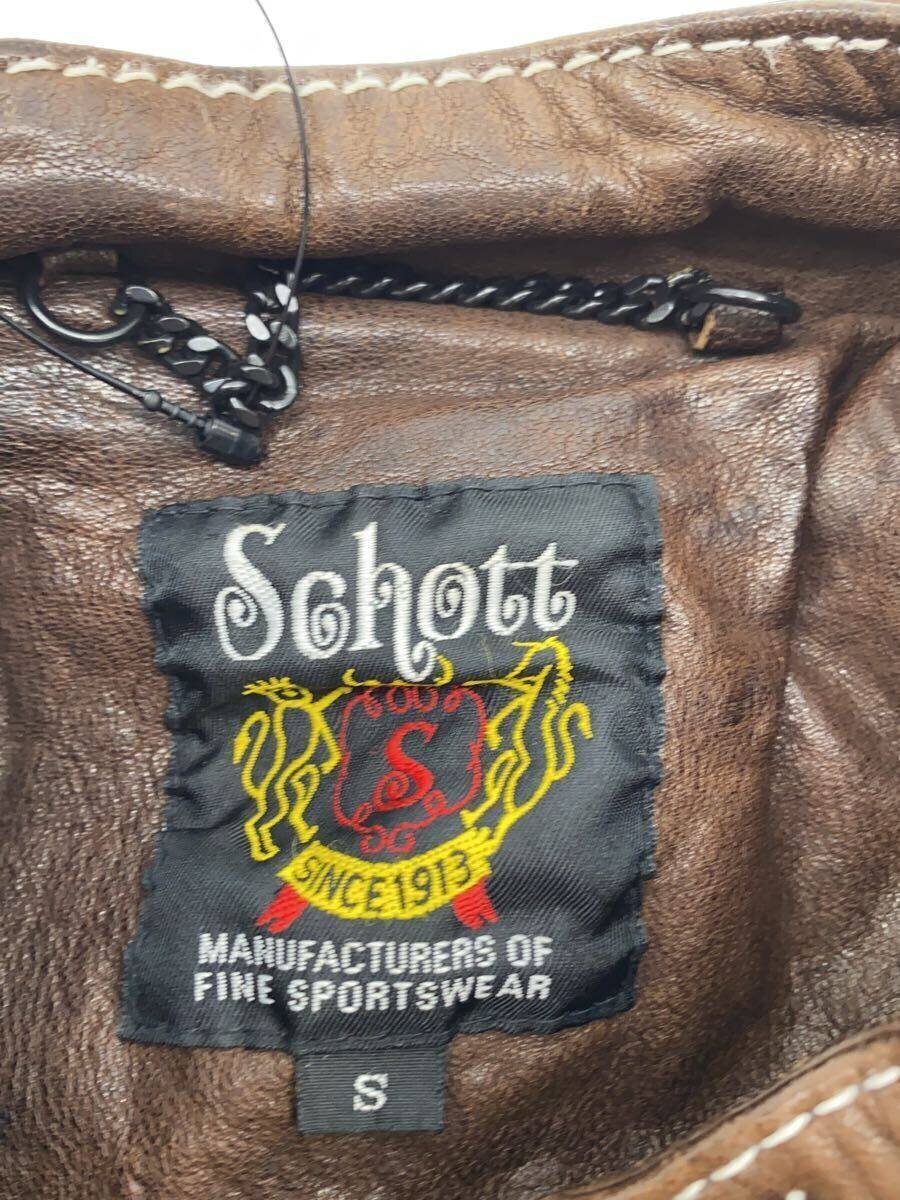 Schott
S
SINCE 1913
MANUFACTURERS OF
FINE SPORTSWEAR
S